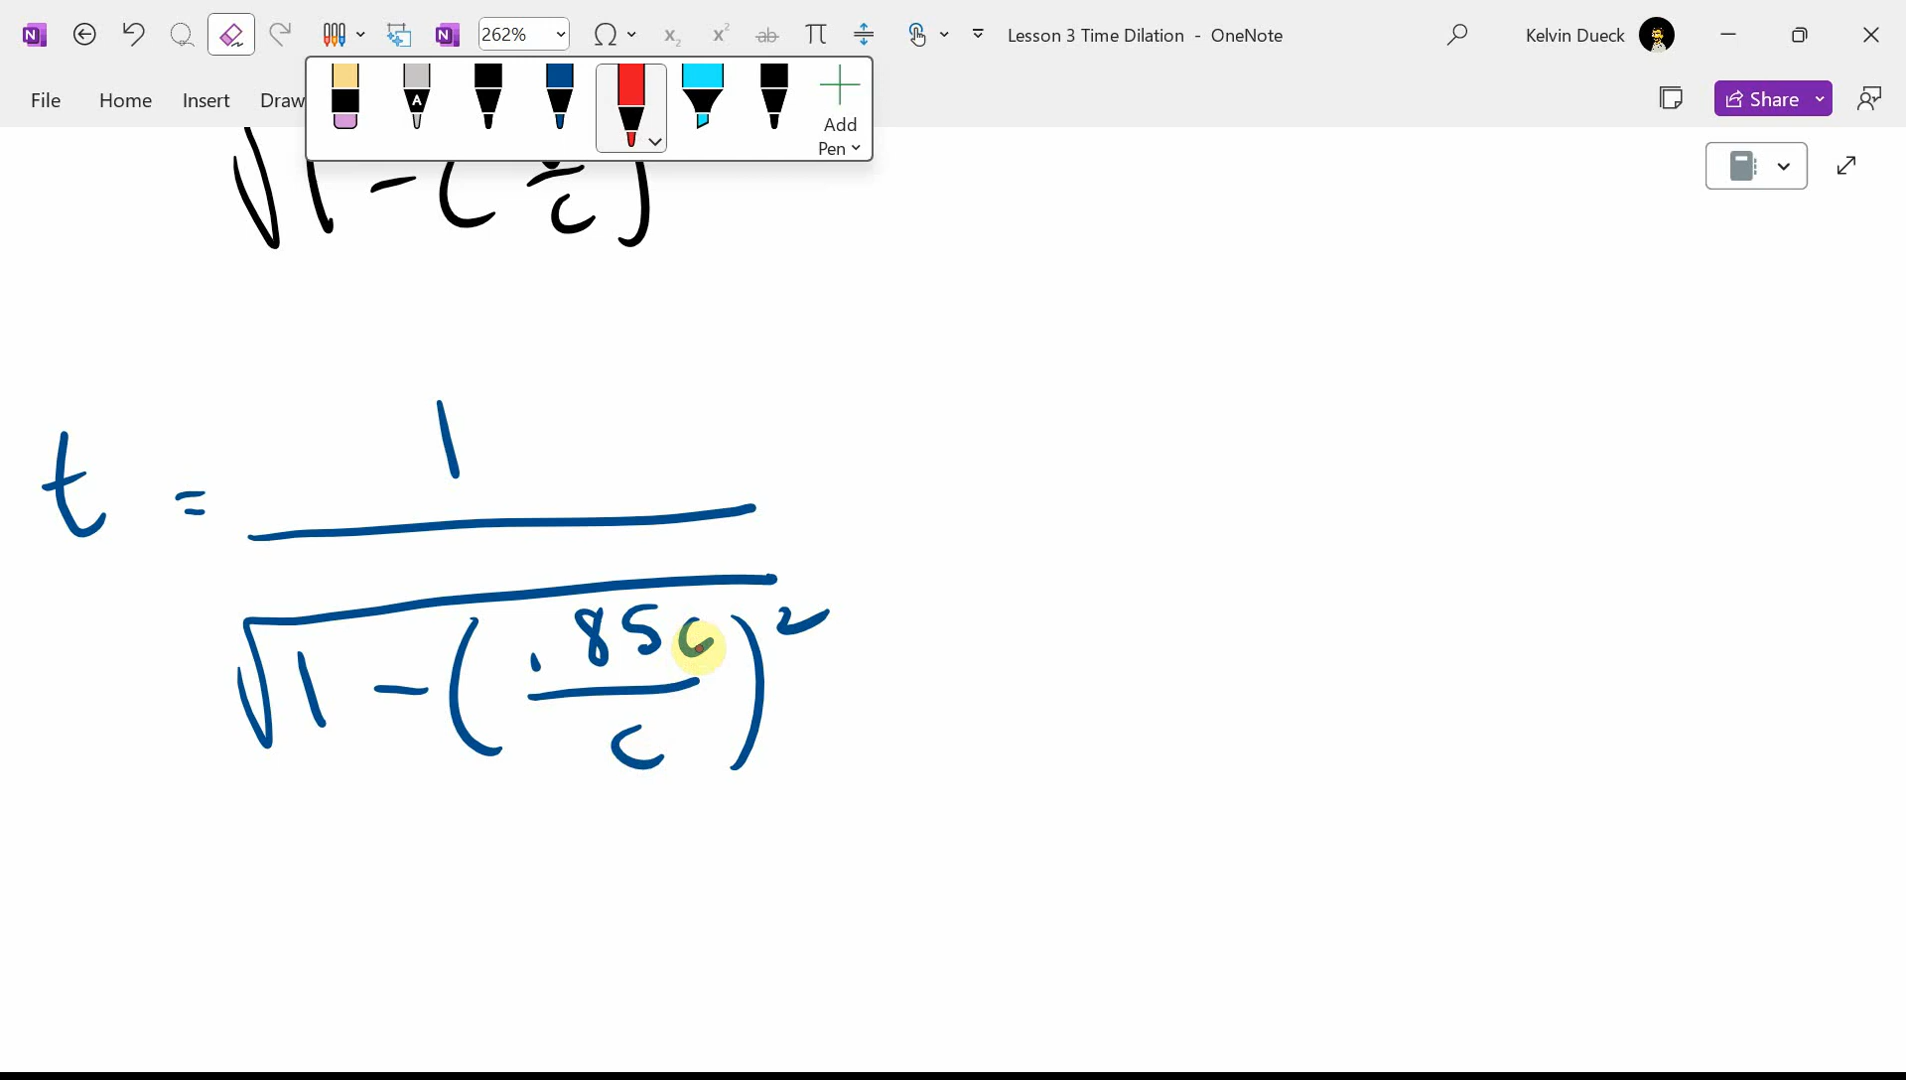 262%
Lesson 3 Time Dilation - OneNote
Kelvin Dueck
File Home Insert Draw
A
Add
Pen
Share
√1 - ( /c)
t = 1
√1 - (.85c/c)²